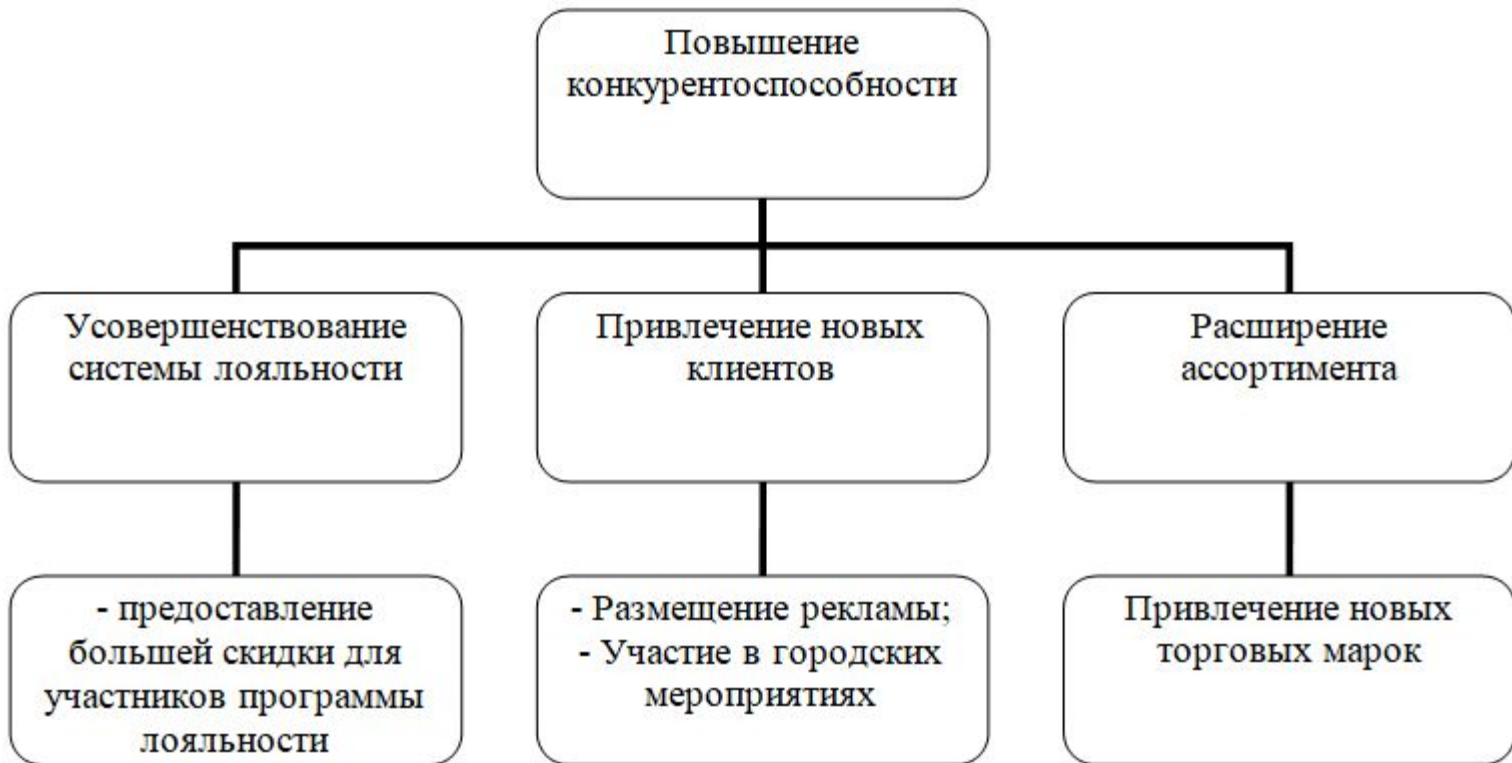 Повышение
конкурентоспособности
Усовершенствование
системы лояльности
Привлечение новых
клиентов
Расширение
ассортимента
- предоставление
большей скидки для
участников программы
лояльности
- Размещение рекламы;
- Участие в городских
мероприятиях
Привлечение новых
торговых марок